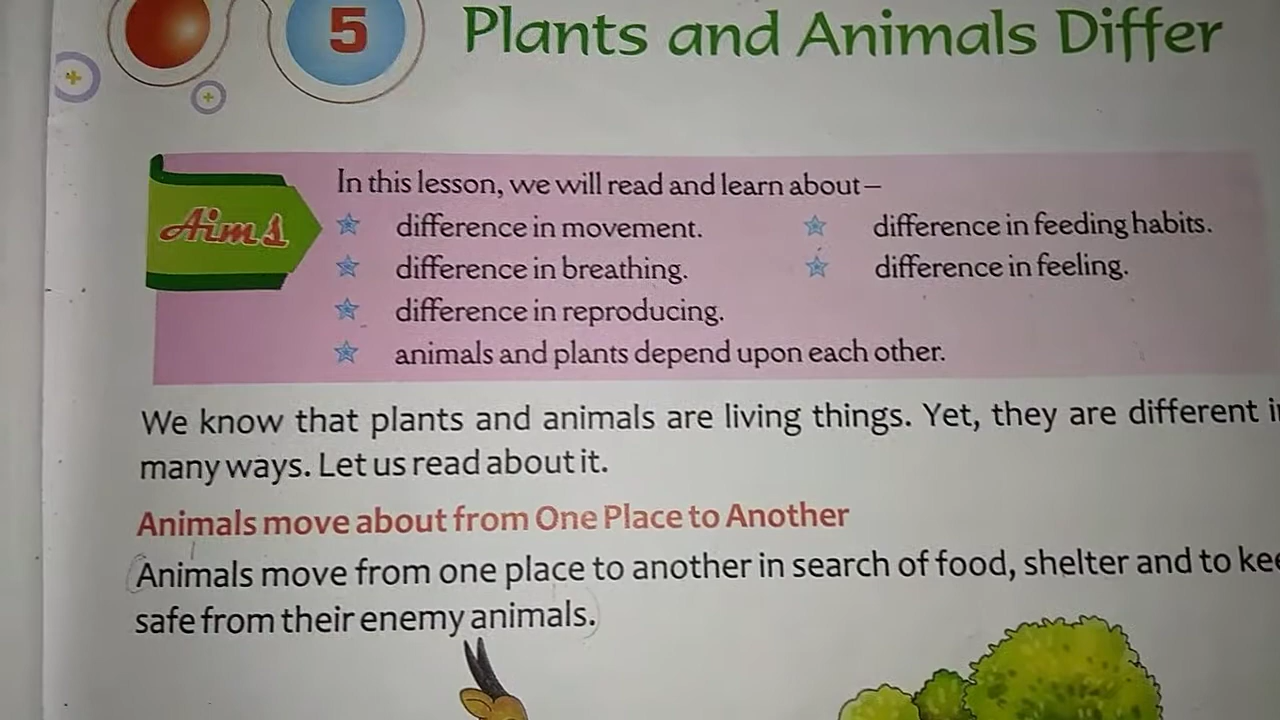 5
Plants and Animals Differ
Aims
In this lesson, we will read and learn about–
difference in movement.
difference in feeding habits.
difference in breathing.
difference in feeling.
difference in reproducing.
animals and plants depend upon each other.
We know that plants and animals are living things. Yet, they are different
many ways. Let us read about it.
Animals move about from One Place to Another
Animals move from one place to another in search of food, shelter and to
safe from their enemy animals.